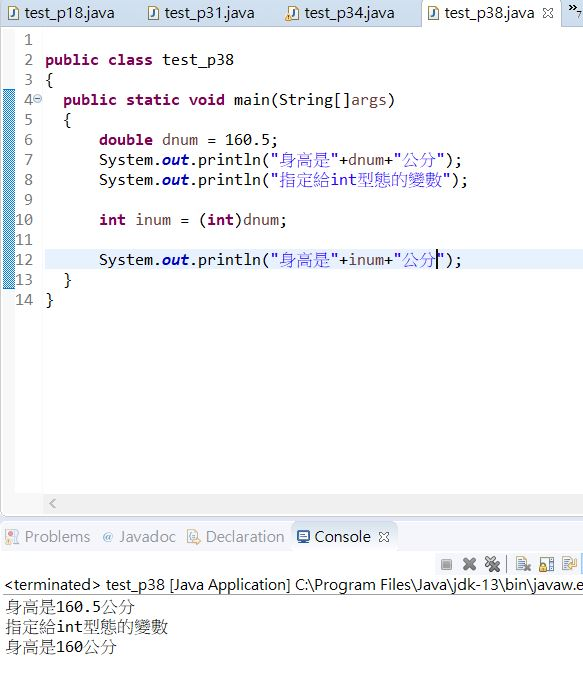 test_p18.java test_p31.java test_p34.java test_p38.java »7
1
2 public class test_p38
3 {
4 public static void main(String[]args)
5 {
6 double dnum = 160.5;
7 System.out.println("身高是"+dnum+"公分");
8 System.out.println("指定給int型態的變數");
9
10 int inum = (int)dnum;
11
12 System.out.println("身高是"+inum+"公分");
13 }
14 }
Problems @ Javadoc Declaration Console
<terminated> test_p38 [Java Application] C:\Program Files\Java\jdk-13\bin\javaw.e
身高是160.5公分
指定給int型態的變數
身高是160公分